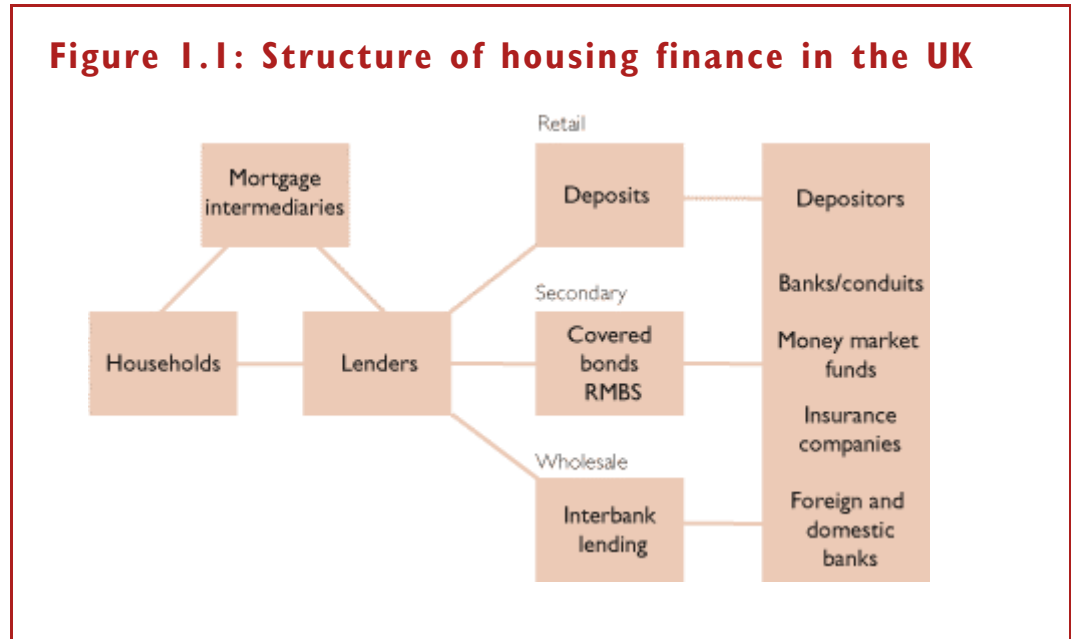 Figure 1.1: Structure of housing finance in the UK
Mortgage
intermediaries
Households
Lenders
Retail
Deposits
Secondary
Covered
bonds
RMBS
Wholesale
Interbank
lending
Depositors
Banks/conduits
Money market
funds
Insurance
companies
Foreign and
domestic
banks